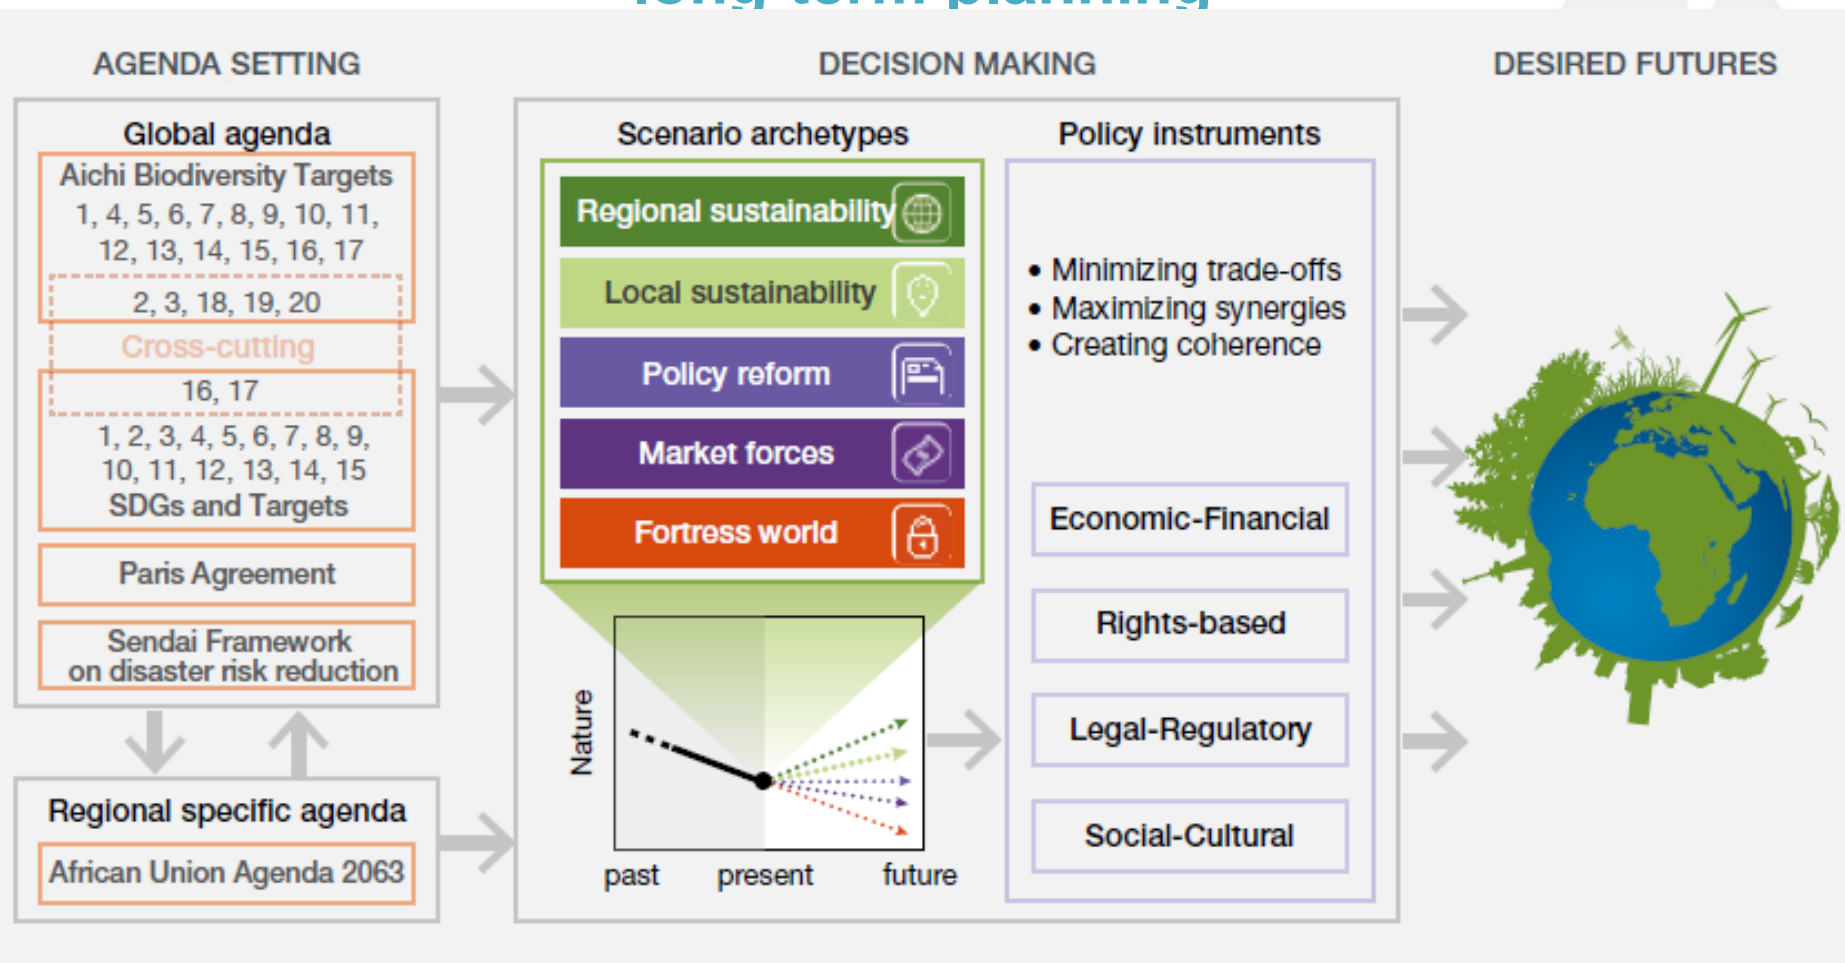 long term planning
AGENDA SETTING
DECISION MAKING
DESIRED FUTURES
Global agenda
Aichi Biodiversity Targets
1, 4, 5, 6, 7, 8, 9, 10, 11,
12, 13, 14, 15, 16, 17
2, 3, 18, 19, 20
Cross-cutting
16, 17
1, 2, 3, 4, 5, 6, 7, 8, 9,
10, 11, 12, 13, 14, 15
SDGs and Targets
Paris Agreement
Sendai Framework
on disaster risk reduction
Regional specific agenda
African Union Agenda 2063
Scenario archetypes
Regional sustainability
Local sustainability
Policy reform
Market forces
Fortress world
Nature
past
present
future
Policy instruments
• Minimizing trade-offs
• Maximizing synergies
• Creating coherence
Economic-Financial
Rights-based
Legal-Regulatory
Social-Cultural